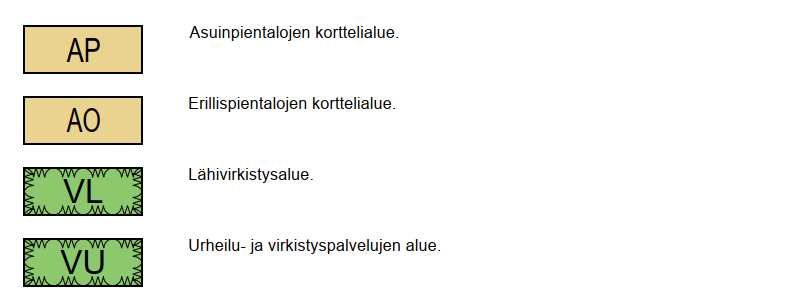 AP Asuinpientalojen korttelialue.
AO Erillispientalojen korttelialue.
VL Lähivirkistysalue.
VU Urheilu- ja virkistyspalvelujen alue.